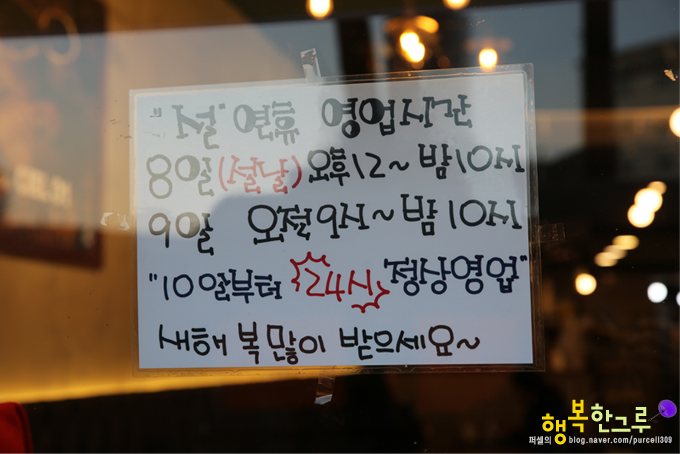 "설" 연휴 영업시간
8일 (설날) 오후 12~ 밤 10시
9일 오전 9시~ 밤 10시
"10일부터 24시 정상영업"
새해 복 많이 받으세요~
행복한그루
퍼셀의 blog.naver.com/purcell309